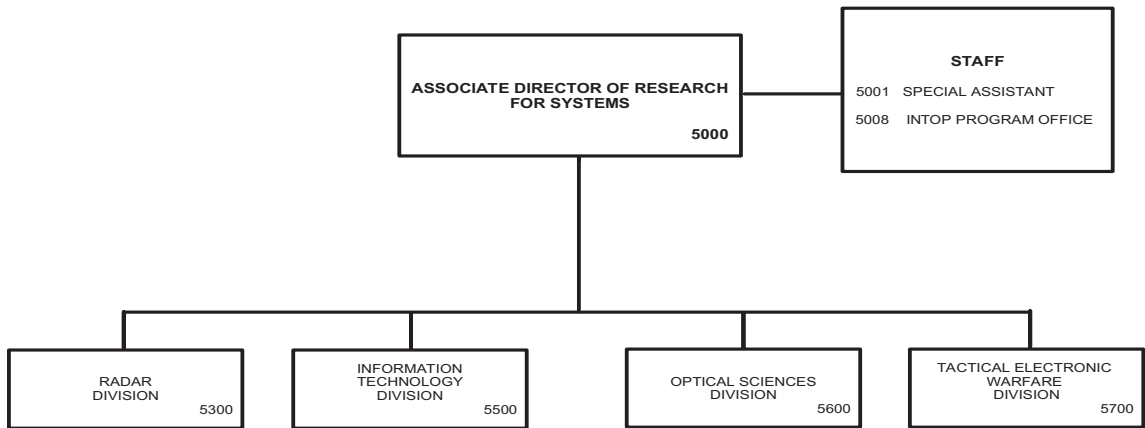 ASSOCIATE DIRECTOR OF RESEARCH
FOR SYSTEMS
5000
STAFF
5001 SPECIAL ASSISTANT
5008 INTOP PROGRAM OFFICE
RADAR
DIVISION
5300
INFORMATION
TECHNOLOGY
DIVISION
5500
OPTICAL SCIENCES
DIVISION
5600
TACTICAL ELECTRONIC
WARFARE
DIVISION
5700